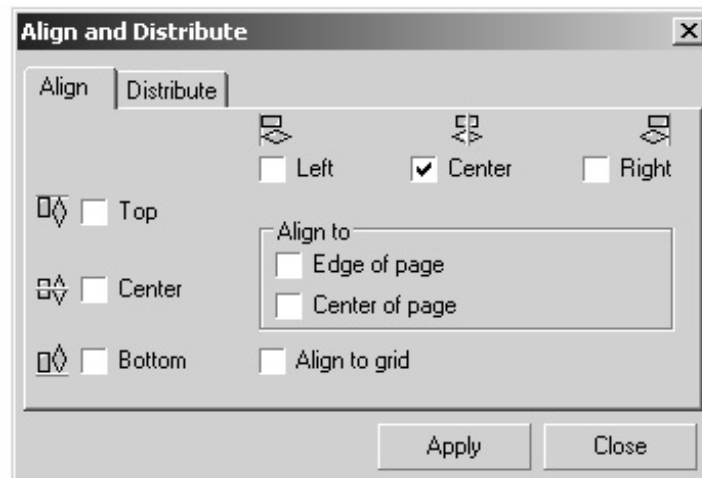 Align and Distribute
Align Distribute
Left Center Right
Top
Align to
Edge of page
Center
Center of page
Bottom Align to grid
Apply Close